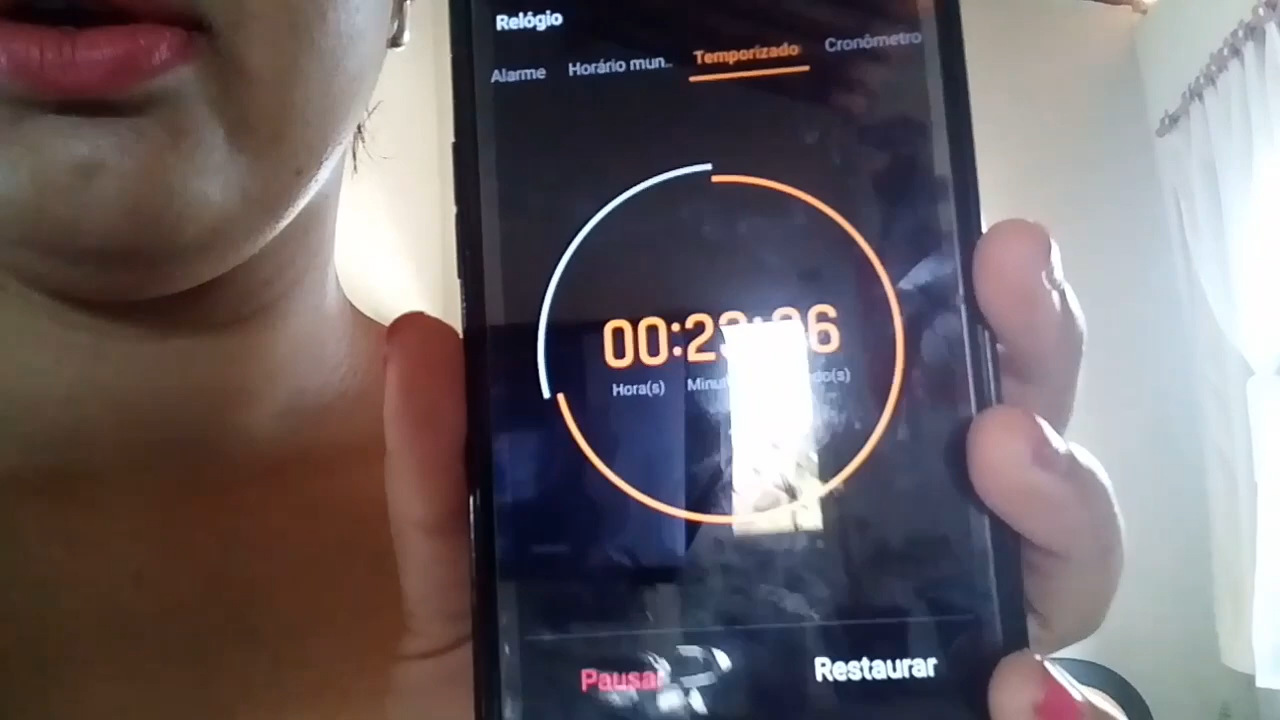 Relógio
Alarme Horário mun.. Temporizado Cronômetro
Hora(s)
Pausar Restaurar